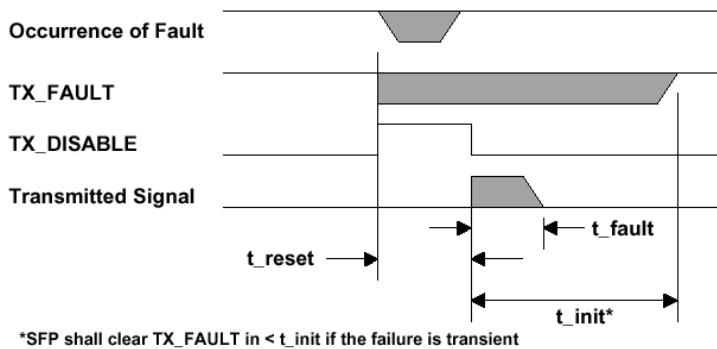 Occurrence of Fault
TX_FAULT
TX_DISABLE
Transmitted Signal
t_fault
t_reset
t_init*
*SFP shall clear TX_FAULT in < t_init if the failure is transient